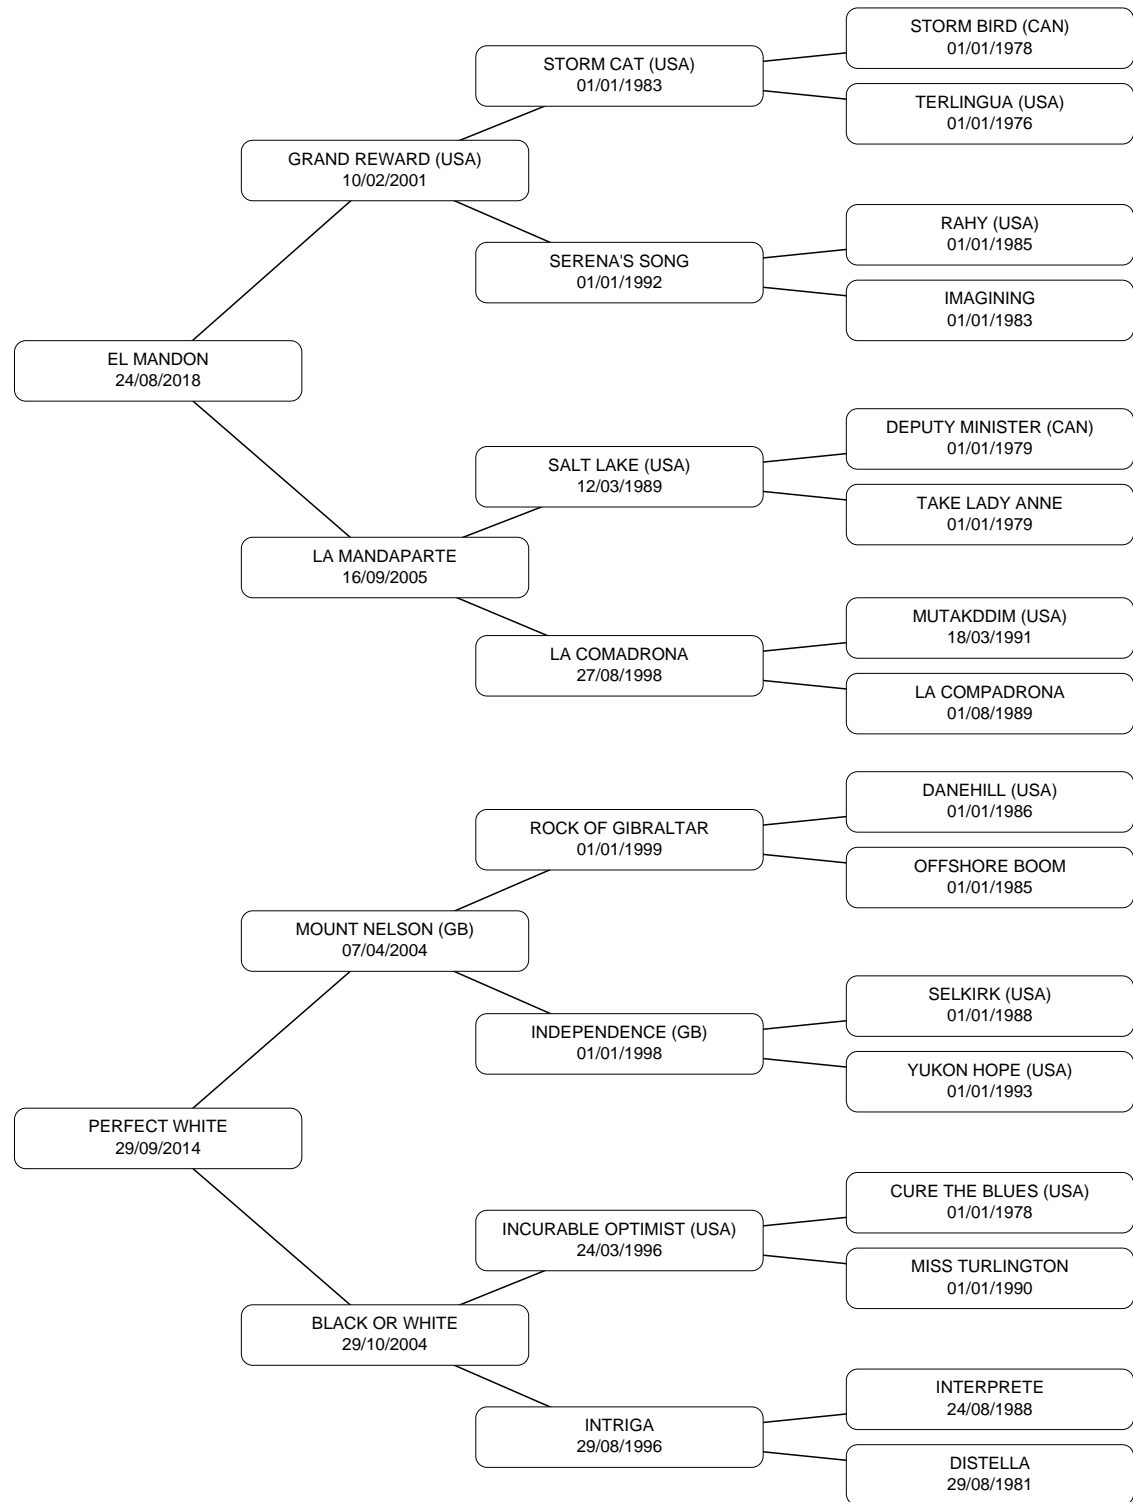 STORM BIRD (CAN)
01/01/1978
STORM CAT (USA)
01/01/1983
TERLINGUA (USA)
01/01/1976
GRAND REWARD (USA)
10/02/2001
RAHY (USA)
01/01/1985
SERENA'S SONG
01/01/1992
IMAGINING
01/01/1983
EL MANDON
24/08/2018
DEPUTY MINISTER (CAN)
01/01/1979
SALT LAKE (USA)
12/03/1989
TAKE LADY ANNE
01/01/1979
LA MANDAPARTE
16/09/2005
MUTAKDDIM (USA)
18/03/1991
LA COMADRONA
27/08/1998
LA COMPADRONA
01/08/1989
DANEHILL (USA)
01/01/1986
ROCK OF GIBRALTAR
01/01/1999
OFFSHORE BOOM
01/01/1985
MOUNT NELSON (GB)
07/04/2004
SELKIRK (USA)
01/01/1988
INDEPENDENCE (GB)
01/01/1998
YUKON HOPE (USA)
01/01/1993
PERFECT WHITE
29/09/2014
CURE THE BLUES (USA)
01/01/1978
INCURABLE OPTIMIST (USA)
24/03/1996
MISS TURLINGTON
01/01/1990
BLACK OR WHITE
29/10/2004
INTERPRETE
24/08/1988
INTRIGA
29/08/1996
DISTELLA
29/08/1981